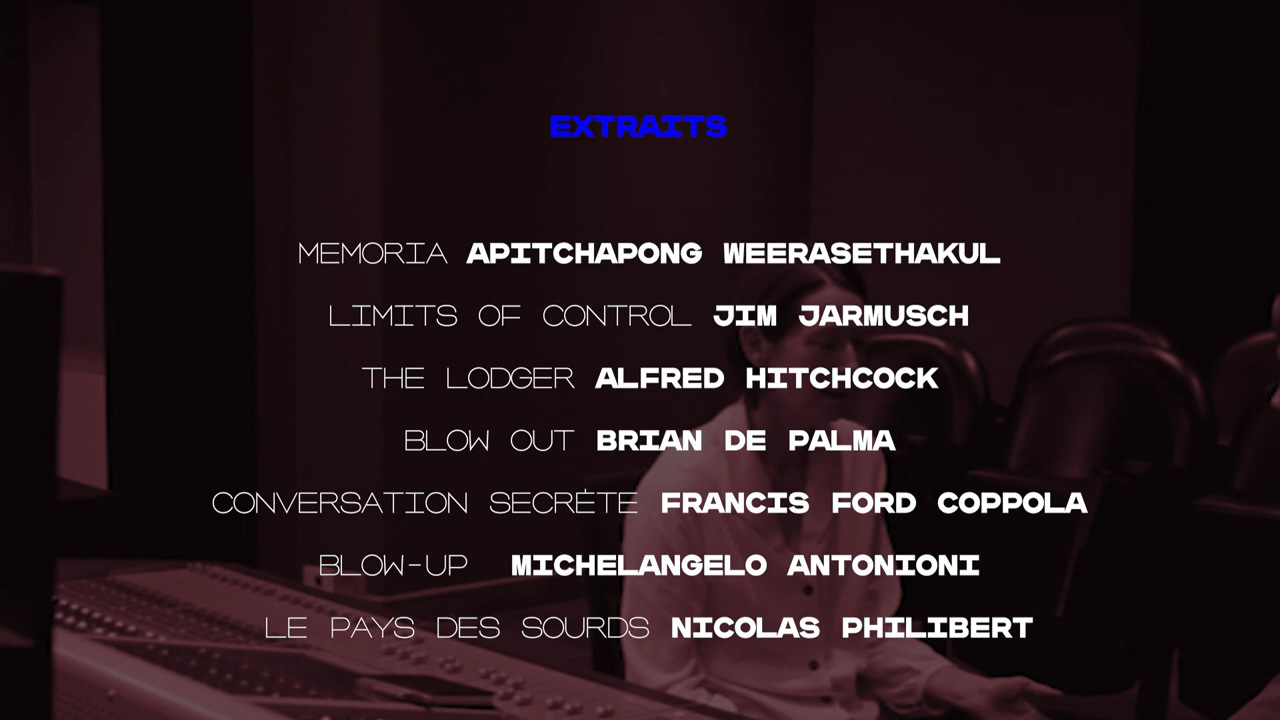 EXTRAITS
MEMORIA APITCHAPONG WEERASETHAKUL
LIMITS OF CONTROL JIM JARMUSCH
THE LODGER ALFRED HITCHCOCK
BLOW OUT BRIAN DE PALMA
CONVERSATION SECRÈTE FRANCIS FORD COPPOLA
BLOW-UP MICHELANGELO ANTONIONI
LE PAYS DES SOURDS NICOLAS PHILIBERT